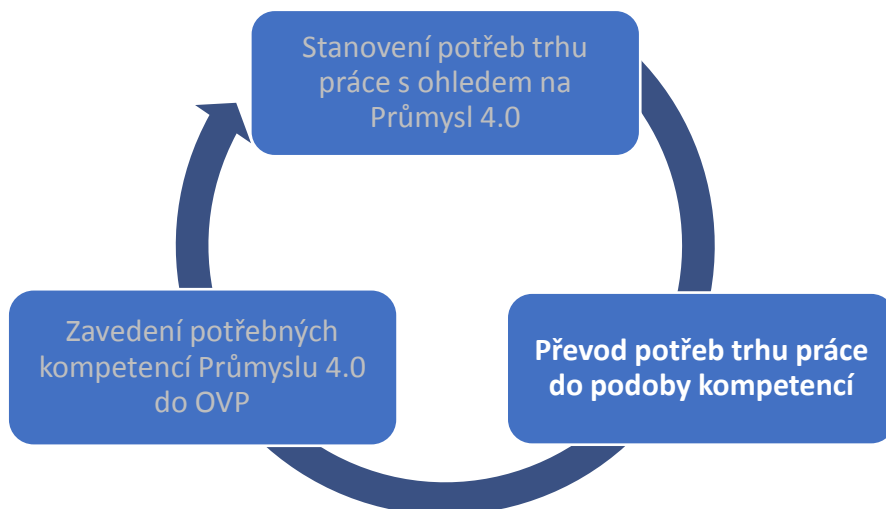 Stanovení potřeb trhu
práce s ohledem na
Průmysl 4.0
Zavedení potřebných
kompetencí Průmyslu 4.0
do OVP
Převod potřeb trhu práce
do podoby kompetencí